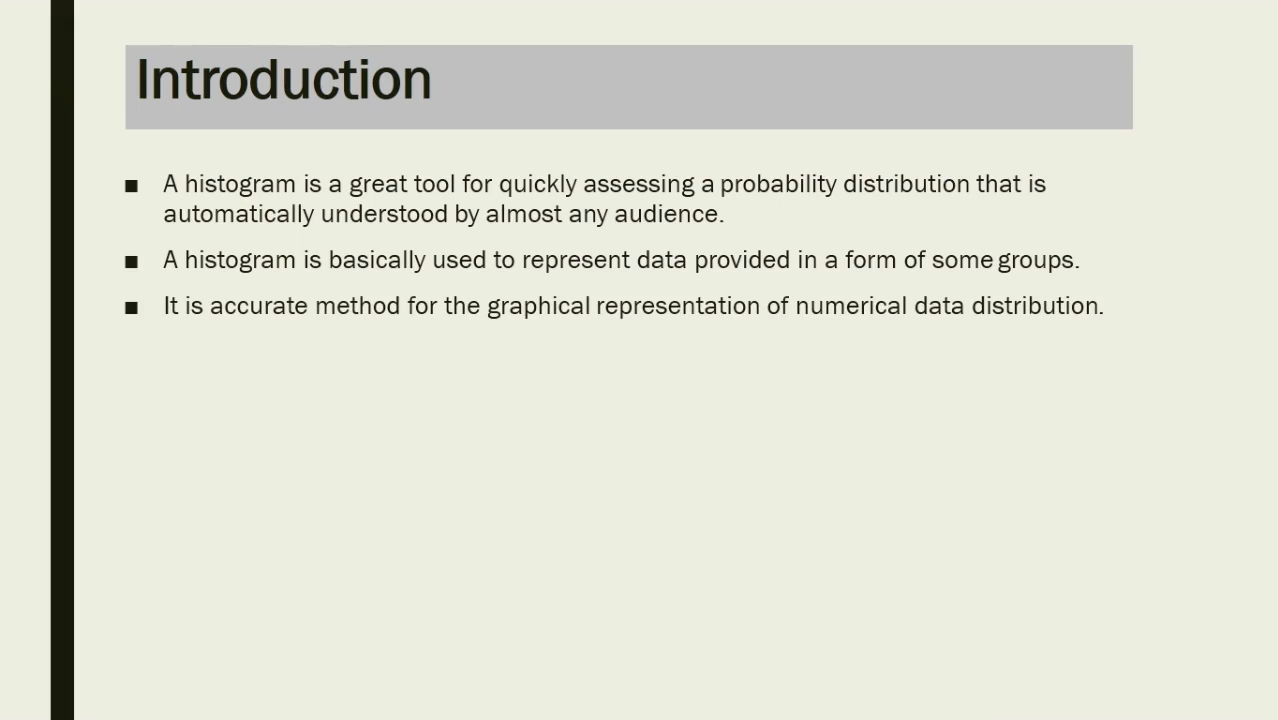 Introduction
■ A histogram is a great tool for quickly assessing a probability distribution that is
automatically understood by almost any audience.
■ A histogram is basically used to represent data provided in a form of some groups.
■ It is accurate method for the graphical representation of numerical data distribution.